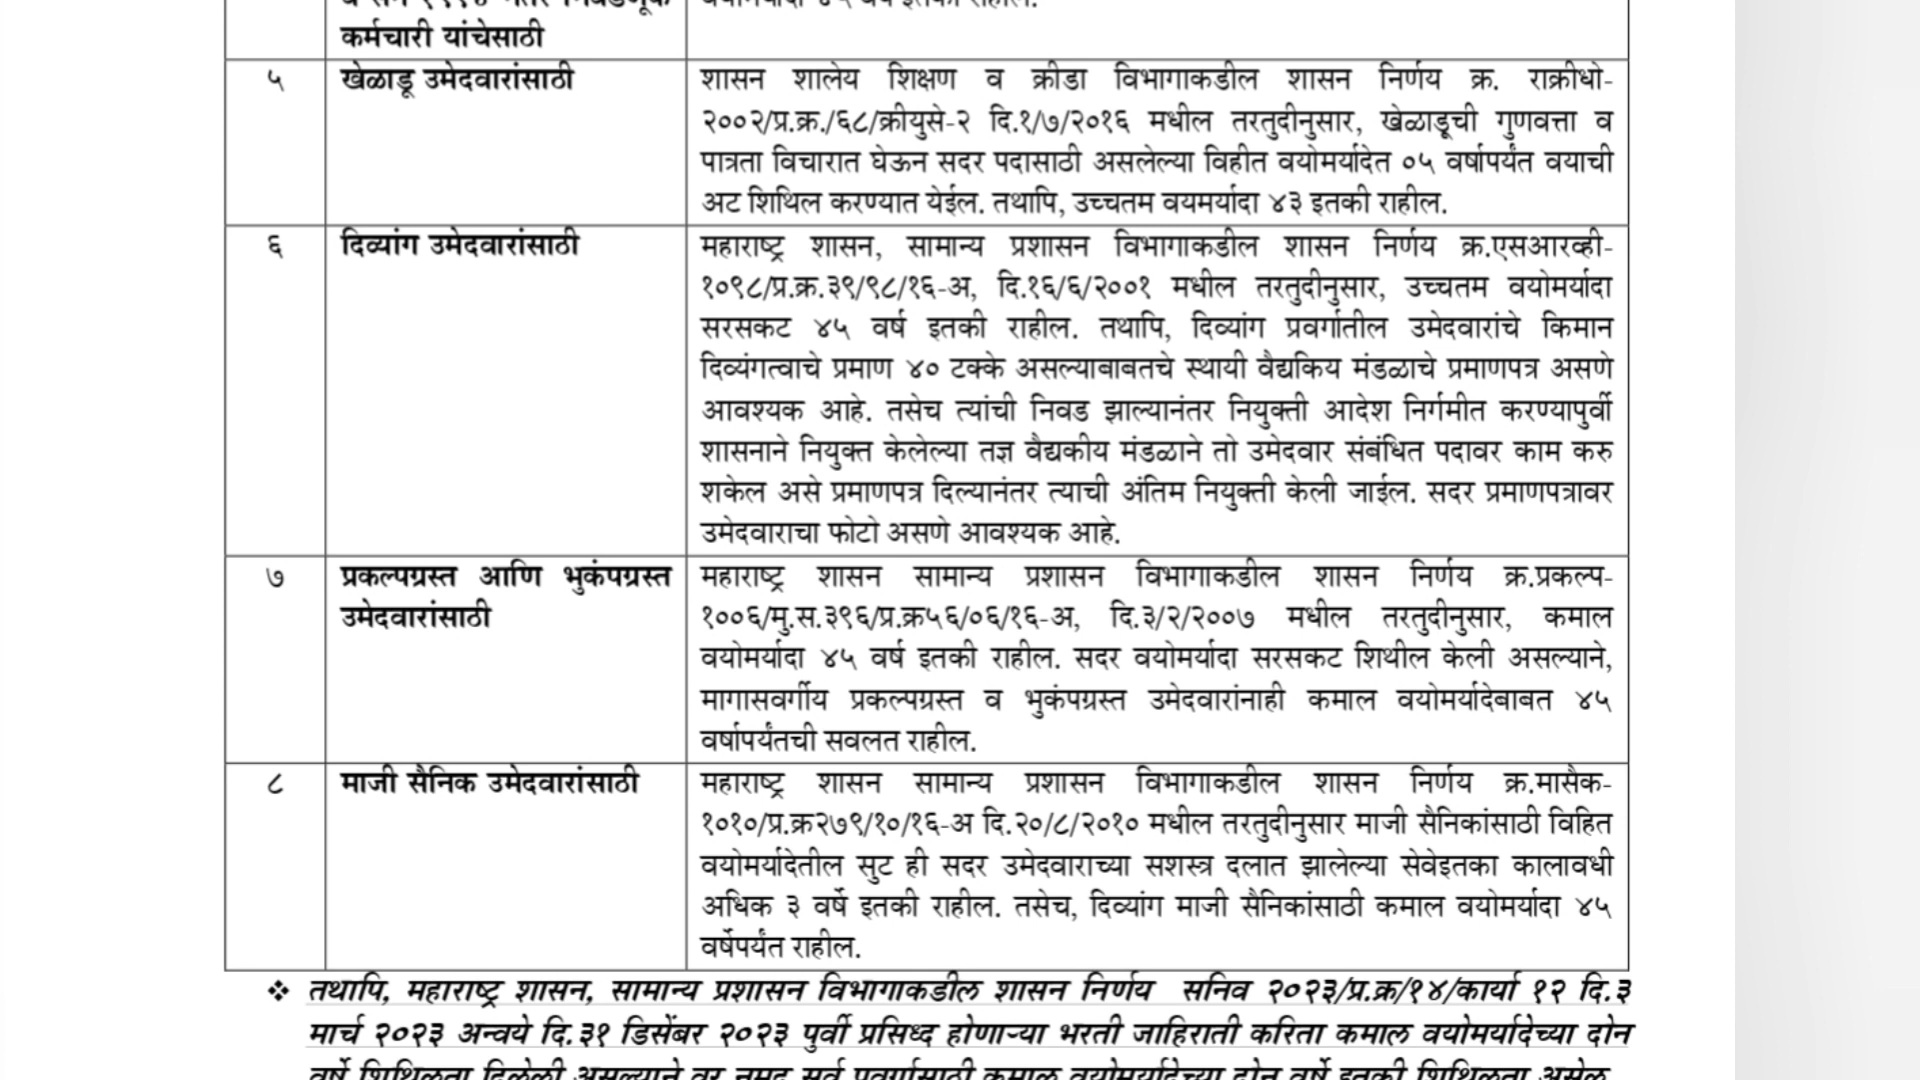 कर्मचारी यांचेसाठी
५ खेळाडू उमेदवारांसाठी
शासन शालेय शिक्षण व क्रीडा विभागाकडील शासन निर्णय क्र. राक्रीधो-
२००२/प्र.क्र./६८/क्रीयुसे-२ दि.१/७/२०१६ मधील तरतुदीनुसार, खेळाडूची गुणवत्ता व
पात्रता विचारात घेऊन सदर पदासाठी असलेल्या विहीत वयोमर्यादेत ०५ वर्षापर्यंत वयाची
अट शिथिल करण्यात येईल. तथापि, उच्चतम वयमर्यादा ४३ इतकी राहील.
६ दिव्यांग उमेदवारांसाठी
महाराष्ट्र शासन, सामान्य प्रशासन विभागाकडील शासन निर्णय क्र.एसआरव्ही-
१०९८/प्र.क्र.३९/९८/१६-अ, दि.१६/६/२००१ मधील तरतुदीनुसार, उच्चतम वयोमर्यादा
सरसकट ४५ वर्ष इतकी राहील. तथापि, दिव्यांग प्रवर्गातील उमेदवारांचे किमान
दिव्यंगत्वाचे प्रमाण ४० टक्के असल्याबाबतचे स्थायी वैद्यकिय मंडळाचे प्रमाणपत्र असणे
आवश्यक आहे. तसेच त्यांची निवड झाल्यानंतर नियुक्ती आदेश निर्गमीत करण्यापुर्वी
शासनाने नियुक्त केलेल्या तज्ञ वैद्यकीय मंडळाने तो उमेदवार संबंधित पदावर काम करु
शकेल असे प्रमाणपत्र दिल्यानंतर त्याची अंतिम नियुक्ती केली जाईल. सदर प्रमाणपत्रावर
उमेदवाराचा फोटो असणे आवश्यक आहे.
७ प्रकल्पग्रस्त आणि भुकंपग्रस्त
उमेदवारांसाठी
महाराष्ट्र शासन सामान्य प्रशासन विभागाकडील शासन निर्णय क्र.प्रकल्प-
१००६/मु.स.३९६/प्र.क्र५६/०६/१६-अ, दि.३/२/२००७ मधील तरतुदीनुसार, कमाल
वयोमर्यादा ४५ वर्ष इतकी राहील. सदर वयोमर्यादा सरसकट शिथील केली असल्याने,
मागासवर्गीय प्रकल्पग्रस्त व भुकंपग्रस्त उमेदवारांनाही कमाल वयोमर्यादेबाबत ४५
वर्षापर्यंतची सवलत राहील.
८ माजी सैनिक उमेदवारांसाठी
महाराष्ट्र शासन सामान्य प्रशासन विभागाकडील शासन निर्णय क्र.मासैक-
१०१०/प्र.क्र२७९/१०/१६-अ दि.२०/८/२०१० मधील तरतुदीनुसार माजी सैनिकांसाठी विहित
वयोमर्यादेतील सुट ही सदर उमेदवाराच्या सशस्त्र दलात झालेल्या सेवेइतका कालावधी
अधिक ३ वर्षे इतकी राहील. तसेच, दिव्यांग माजी सैनिकांसाठी कमाल वयोमर्यादा ४५
वर्षेपर्यंत राहील.
❖ तथापि, महाराष्ट्र शासन, सामान्य प्रशासन विभागाकडील शासन निर्णय सनिव २०२३/प्र.क्र/१४/कार्या १२ दि.३
मार्च २०२३ अन्वये दि.३१ डिसेंबर २०२३ पुर्वी प्रसिध्द होणाऱ्या भरती जाहिराती करिता कमाल वयोमर्यादेच्या दोन